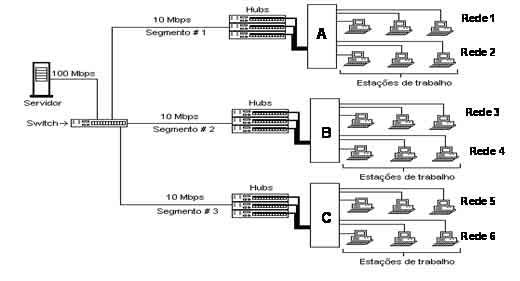 Hubs
10 Mbps
Segmento # 1
A
Rede 1
Rede 2
Estações de trabalho
100 Mbps
Servidor
Switch→
Hubs
10 Mbps
Segmento # 2
B
Rede 3
Rede 4
Estações de trabalho
Hubs
10 Mbps
Segmento # 3
C
Rede 5
Rede 6
Estações de trabalho